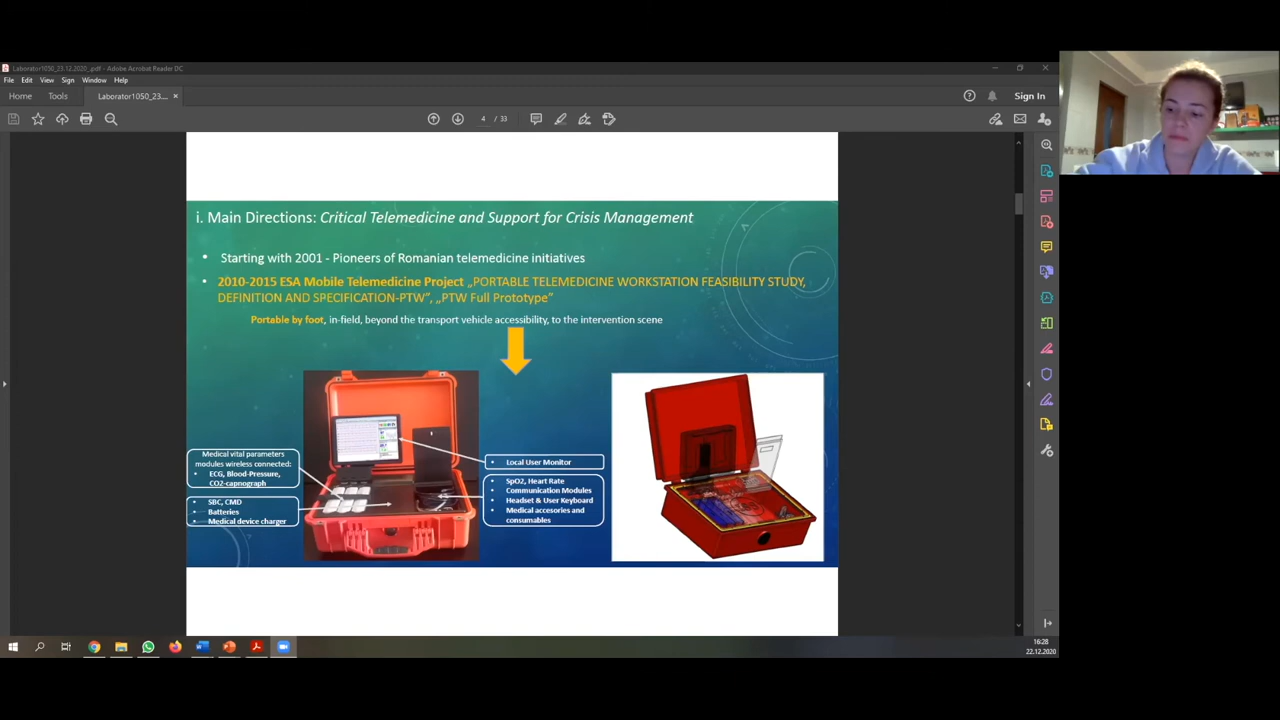 Laborator1050_23.12.2020_.pdf - Adobe Acrobat Reader DC
File Edit View Sign Window Help
Home Tools Laborator1050_23... × Sign In
4 / 33
i. Main Directions: Critical Telemedicine and Support for Crisis Management
• Starting with 2001 - Pioneers of Romanian telemedicine initiatives
• 2010-2015 ESA Mobile Telemedicine Project „PORTABLE TELEMEDICINE WORKSTATION FEASIBILITY STUDY,
DEFINITION AND SPECIFICATION-PTW”, „PTW Full Prototype”
Portable by foot, in-field, beyond the transport vehicle accessibility, to the intervention scene
Medical vital parameters
modules wireless connected:
• ECG, Blood-Pressure,
CO2-capnograph
• SBC, CMD
• Batteries
• Medical device charger
• Local User Monitor
• SpO2, Heart Rate
• Communication Modules
• Headset & User Keyboard
• Medical accesories and
consumables
16:28
22.12.2020